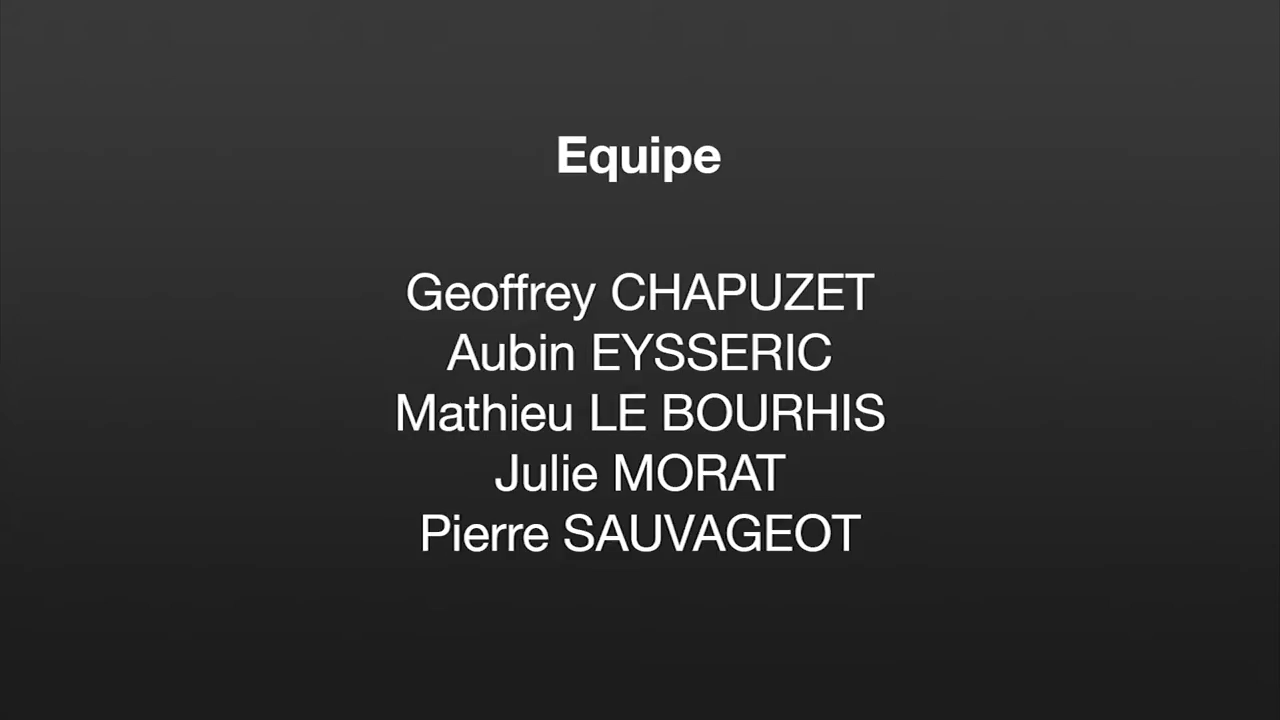 Equipe
Geoffrey CHAPUZET
Aubin EYSSERIC
Mathieu LE BOURHIS
Julie MORAT
Pierre SAUVAGEOT